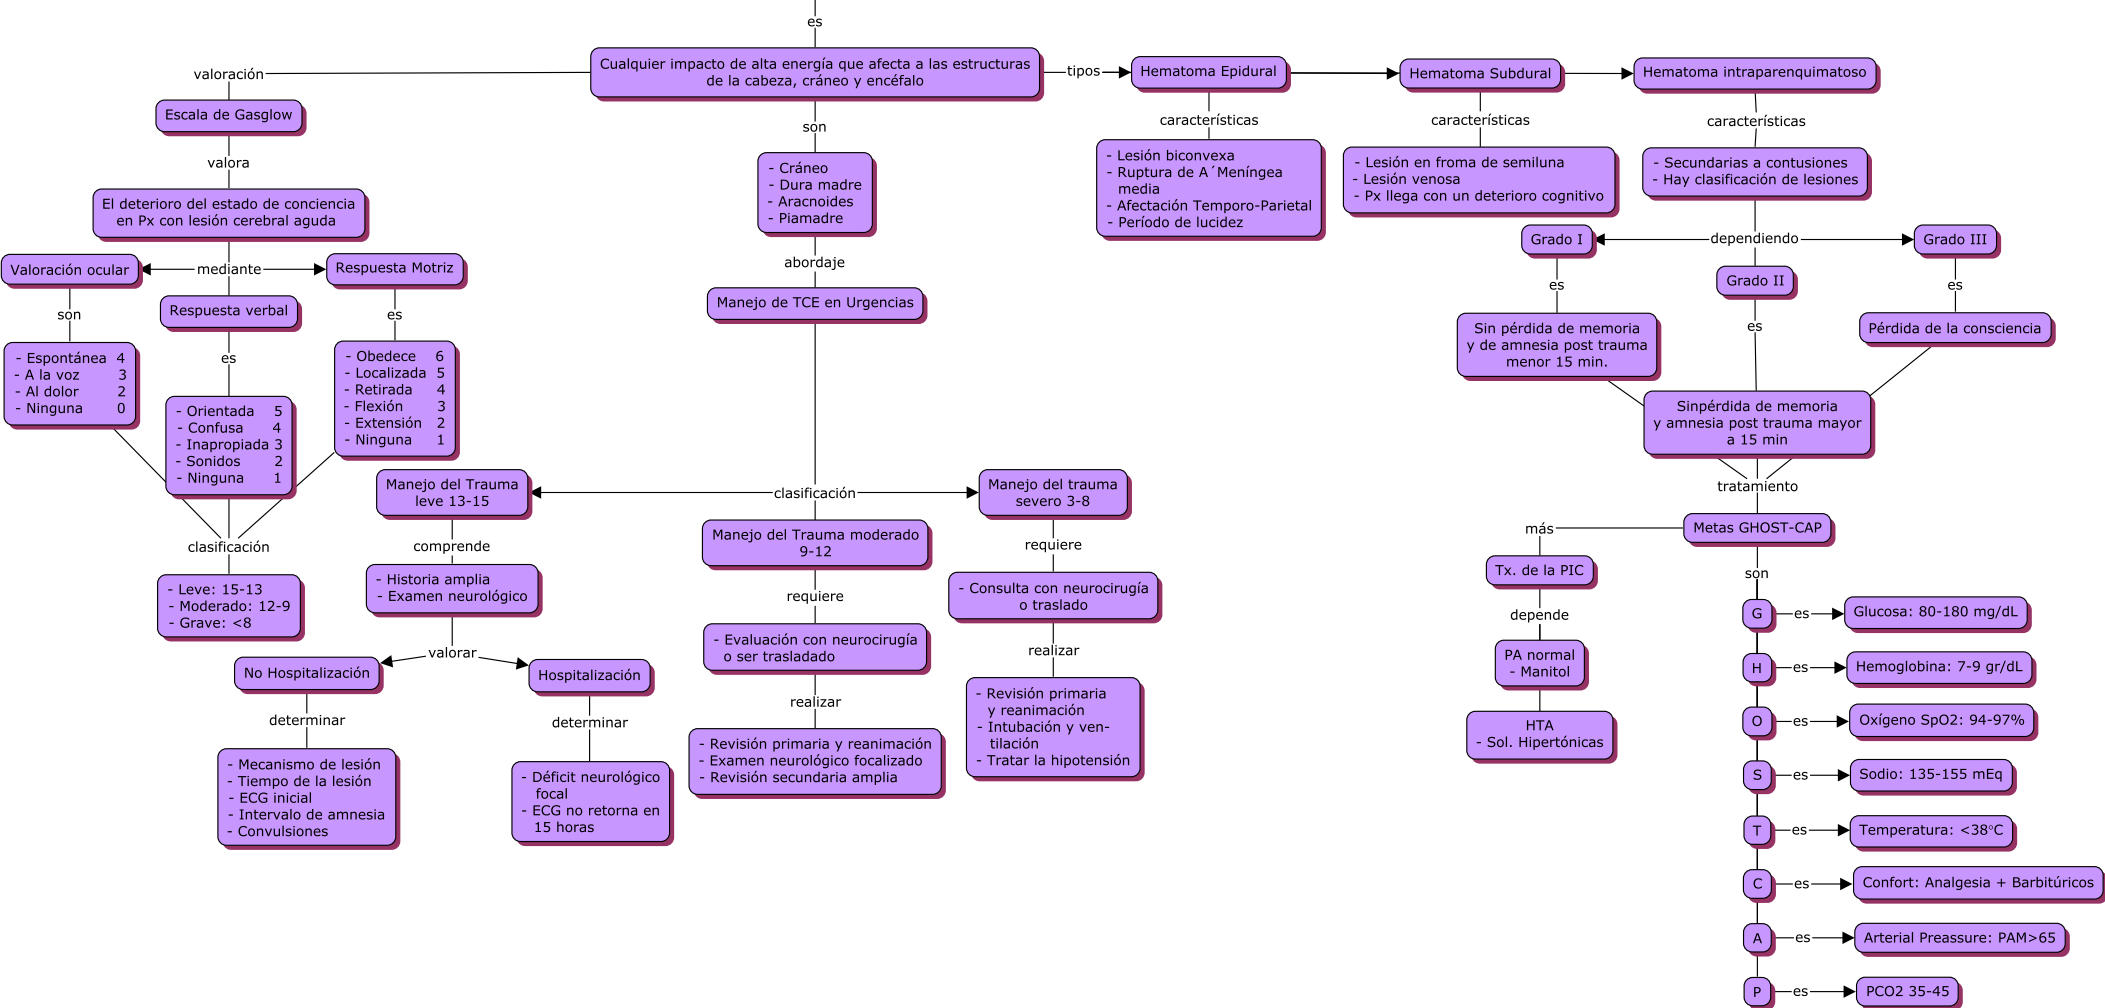 es
Cualquier impacto de alta energía que afecta a las estructuras
de la cabeza, cráneo y encéfalo
valoración
Escala de Gasglow
valora
El deterioro del estado de conciencia
en Px con lesión cerebral aguda
mediante
Valoración ocular
son
- Espontánea 4
- A la voz 3
- Al dolor 2
- Ninguna 0
Respuesta verbal
es
- Orientada 5
- Confusa 4
- Inapropiada 3
- Sonidos 2
- Ninguna 1
Respuesta Motriz
es
- Obedece 6
- Localizada 5
- Retirada 4
- Flexión 3
- Extensión 2
- Ninguna 1
clasificación
- Leve: 15-13
- Moderado: 12-9
- Grave: <8
son
- Cráneo
- Dura madre
- Aracnoides
- Piamadre
abordaje
Manejo de TCE en Urgencias
clasificación
Manejo del Trauma
leve 13-15
comprende
- Historia amplia
- Examen neurológico
valorar
No Hospitalización
determinar
- Mecanismo de lesión
- Tiempo de la lesión
- ECG inicial
- Intervalo de amnesia
- Convulsiones
Hospitalización
determinar
- Déficit neurológico
focal
- ECG no retorna en
15 horas
Manejo del Trauma moderado
9-12
requiere
- Evaluación con neurocirugía
o ser trasladado
realizar
- Revisión primaria y reanimación
- Examen neurológico focalizado
- Revisión secundaria amplia
Manejo del trauma
severo 3-8
requiere
- Consulta con neurocirugía
o traslado
realizar
- Revisión primaria
y reanimación
- Intubación y ven-
tilación
- Tratar la hipotensión
tipos
Hematoma Epidural
características
- Lesión biconvexa
- Ruptura de A´Meníngea
media
- Afectación Temporo-Parietal
- Período de lucidez
Hematoma Subdural
características
- Lesión en froma de semiluna
- Lesión venosa
- Px llega con un deterioro cognitivo
Hematoma intraparenquimatoso
características
- Secundarias a contusiones
- Hay clasificación de lesiones
dependiendo
Grado I
es
Sin pérdida de memoria
y de amnesia post trauma
menor 15 min.
Grado II
es
Sinpérdida de memoria
y amnesia post trauma mayor
a 15 min
Grado III
es
Pérdida de la consciencia
tratamiento
Metas GHOST-CAP
más
Tx. de la PIC
depende
PA normal
- Manitol
HTA
- Sol. Hipertónicas
son
G es Glucosa: 80-180 mg/dL
H es Hemoglobina: 7-9 gr/dL
O es Oxígeno SpO2: 94-97%
S es Sodio: 135-155 mEq
T es Temperatura: <38°C
C es Confort: Analgesia + Barbitúricos
A es Arterial Preassure: PAM>65
P es PCO2 35-45